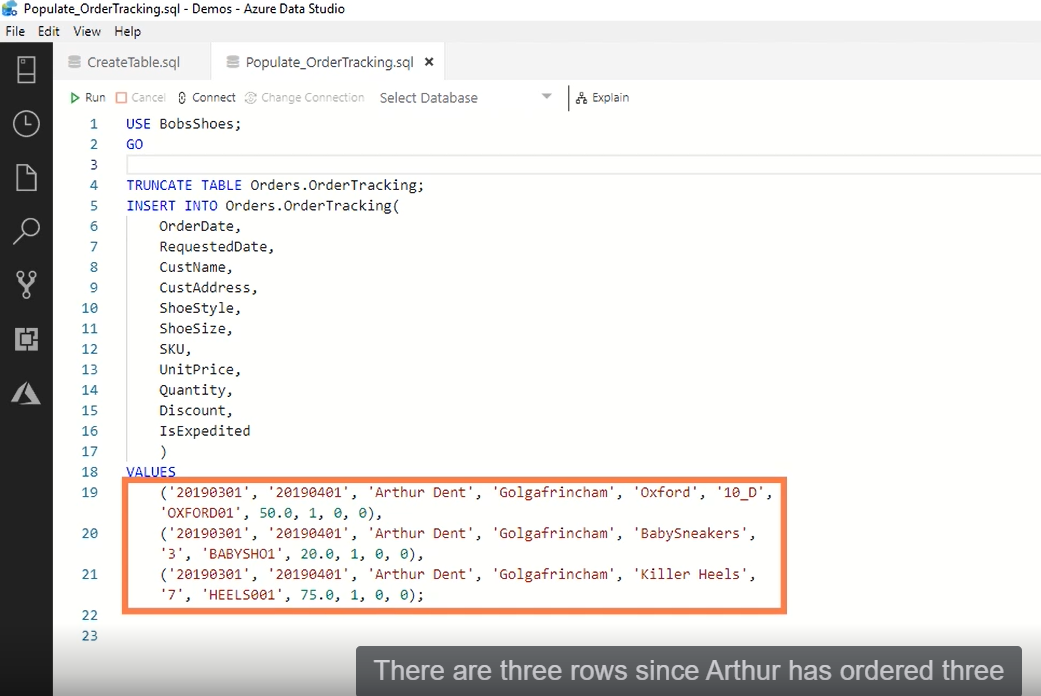 Populate_OrderTracking.sql - Demos - Azure Data Studio
File Edit View Help
CreateTable.sql Populate_OrderTracking.sql ×
Run Cancel Connect Change Connection Select Database Explain
1 USE BobsShoes;
2 GO
3
4 TRUNCATE TABLE Orders.OrderTracking;
5 INSERT INTO Orders.OrderTracking(
6 OrderDate,
7 RequestedDate,
8 CustName,
9 CustAddress,
10 ShoeStyle,
11 ShoeSize,
12 SKU,
13 UnitPrice,
14 Quantity,
15 Discount,
16 IsExpedited
17 )
18 VALUES
19 ('20190301', '20190401', 'Arthur Dent', 'Golgafrincham', 'Oxford', '10_D',
'OXFORD01', 50.0, 1, 0, 0),
20 ('20190301', '20190401', 'Arthur Dent', 'Golgafrincham', 'BabySneakers',
'3', 'BABYSHO1', 20.0, 1, 0, 0),
21 ('20190301', '20190401', 'Arthur Dent', 'Golgafrincham', 'Killer Heels',
'7', 'HEELS001', 75.0, 1, 0, 0);
22
23
There are three rows since Arthur has ordered three